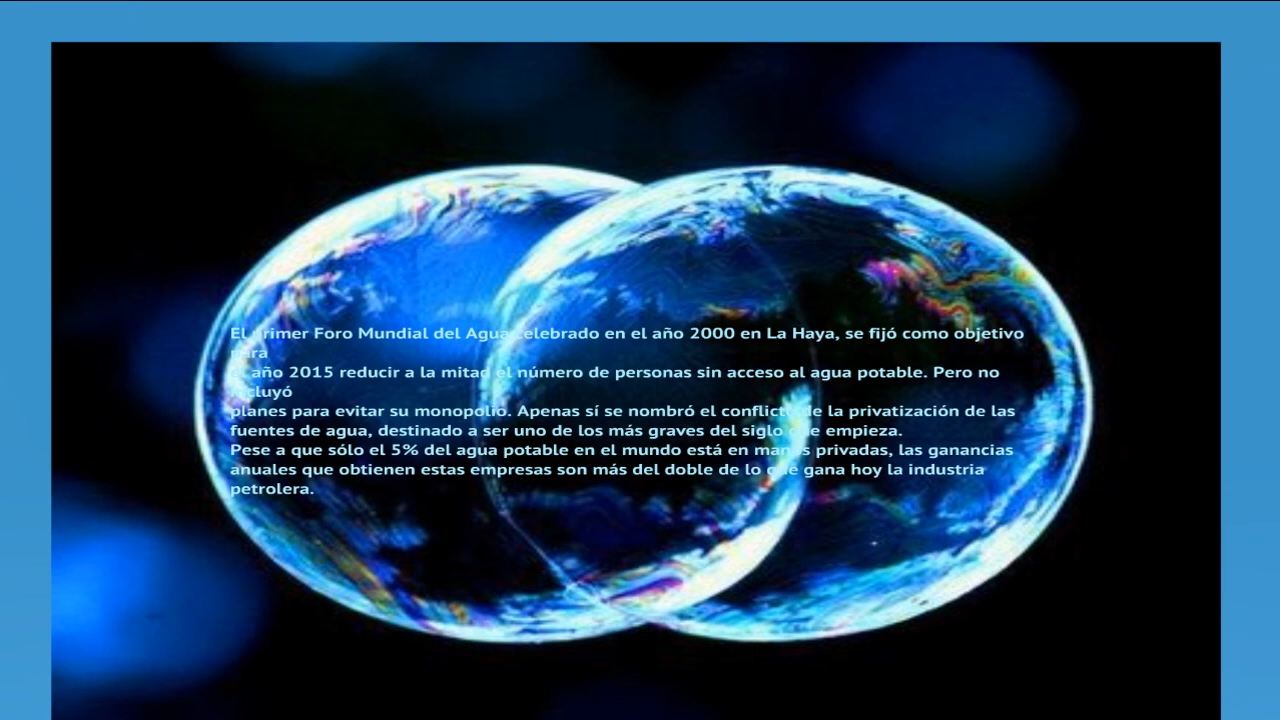 El primer Foro Mundial del Agua celebrado en el año 2000 en La Haya, se fijó como objetivo
para
el año 2015 reducir a la mitad el número de personas sin acceso al agua potable. Pero no
incluyó
planes para evitar su monopolio. Apenas sí se nombró el conflicto de la privatización de las
fuentes de agua, destinado a ser uno de los más graves del siglo que empieza.
Pese a que sólo el 5% del agua potable en el mundo está en manos privadas, las ganancias
anuales que obtienen estas empresas son más del doble de lo que gana hoy la industria
petrolera.